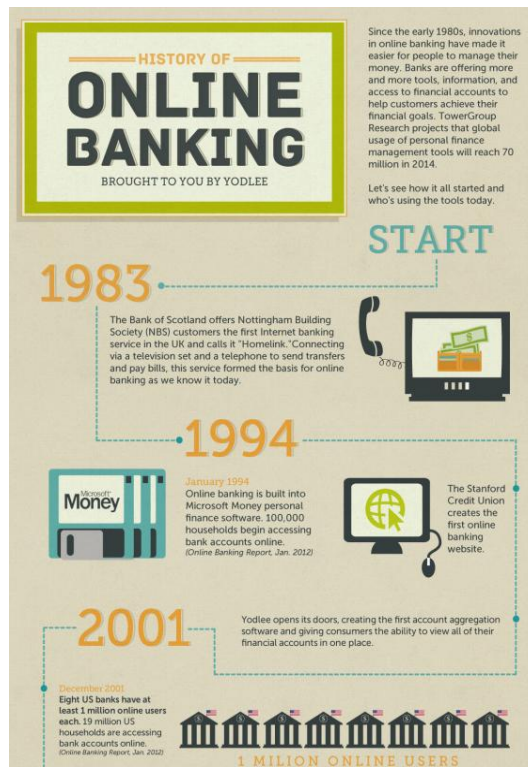 HISTORY OF
ONLINE
BANKING
BROUGHT TO YOU BY YODLEE
Since the early 1980s, innovations
in online banking have made it
easier for people to manage their
money. Banks are offering more
and more tools, information, and
access to financial accounts to
help customers achieve their
financial goals. TowerGroup
Research projects that global
usage of personal finance
management tools will reach 70
million in 2014.
Let's see how it all started and
who's using the tools today.
START
1983
The Bank of Scotland offers Nottingham Building
Society (NBS) customers the first Internet banking
service in the UK and calls it "Homelink."Connecting
via a television set and a telephone to send transfers
and pay bills, this service formed the basis for online
banking as we know it today.
1994
Microsoft
Money
January 1994
Online banking is built into
Microsoft Money personal
finance software. 100,000
households begin accessing
bank accounts online.
(Online Banking Report, Jan. 2012)
The Stanford
Credit Union
creates the
first online
banking
website.
2001
Yodlee opens its doors, creating the first account aggregation
software and giving consumers the ability to view all of their
financial accounts in one place.
December 2001
Eight US banks have at
least 1 million online users
each. 19 million US
households are accessing
bank accounts online.
(Online Banking Report, Jan. 2012)
1 MILION ONLINE USERS